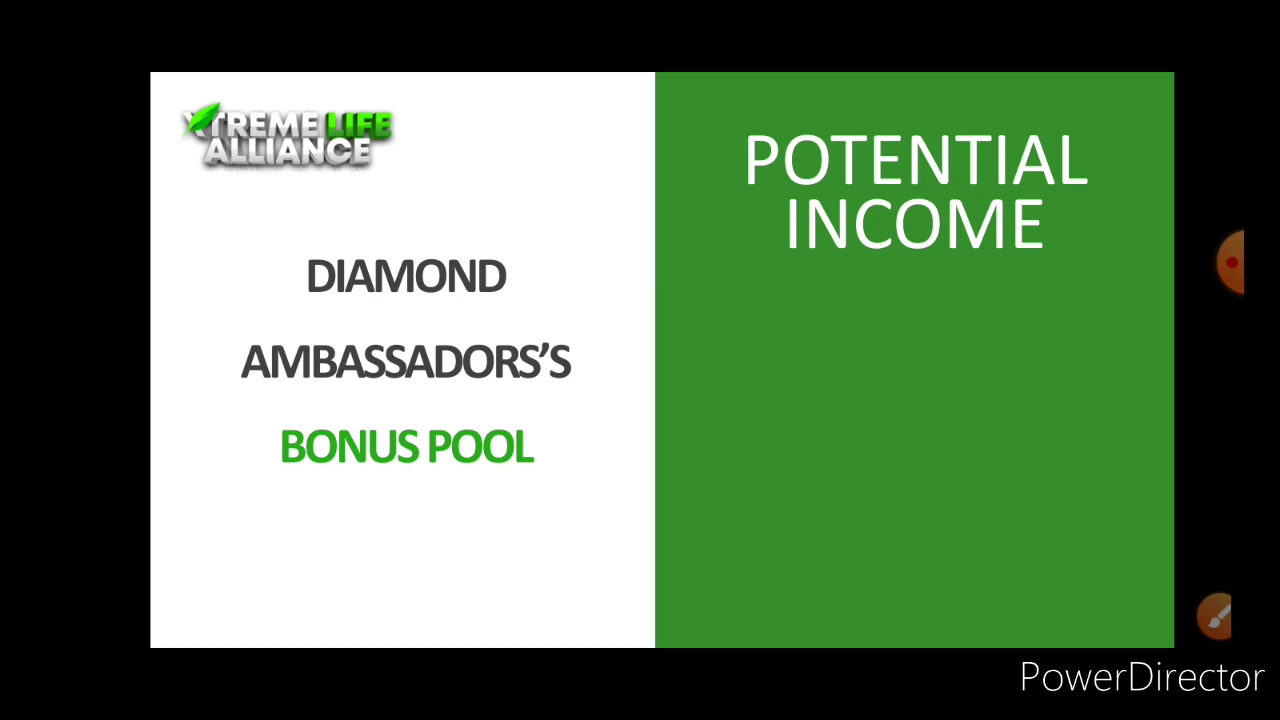 XTREME LIFE
ALLIANCE
DIAMOND
AMBASSADORS’S
BONUS POOL
POTENTIAL
INCOME
PowerDirector